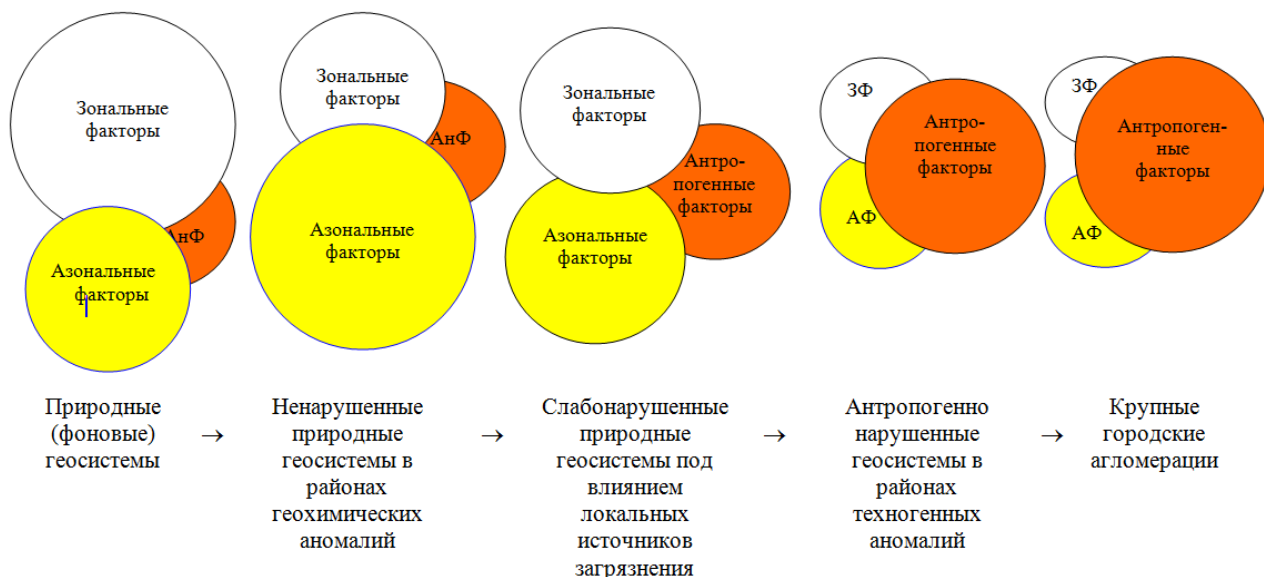 Зональные
факторы
АнФ
Азональные
факторы
Зональные
факторы
АнФ
Азональные
факторы
Зональные
факторы
Антро-
погенные
факторы
Азональные
факторы
ЗФ
Антро-
погенные
факторы
АФ
ЗФ
Антропоген-
ные
факторы
АФ
Природные
(фоновые)
геосистемы
→
Ненарушенные
природные
геосистемы в
районах
геохимических
аномалий
→
Слабонарушенные
природные
геосистемы под
влиянием
локальных
источников
загрязнения
→
Антропогенно
нарушенные
геосистемы в
районах
техногенных
аномалий
→
Крупные
городские
агломерации